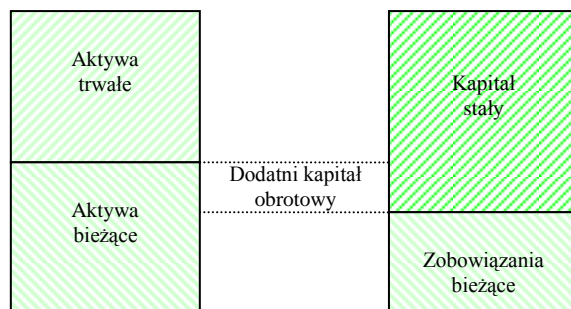 Aktywa
trwałe
Kapitał
stały
Dodatni kapitał
obrotowy
Aktywa
bieżące
Zobowiązania
bieżące